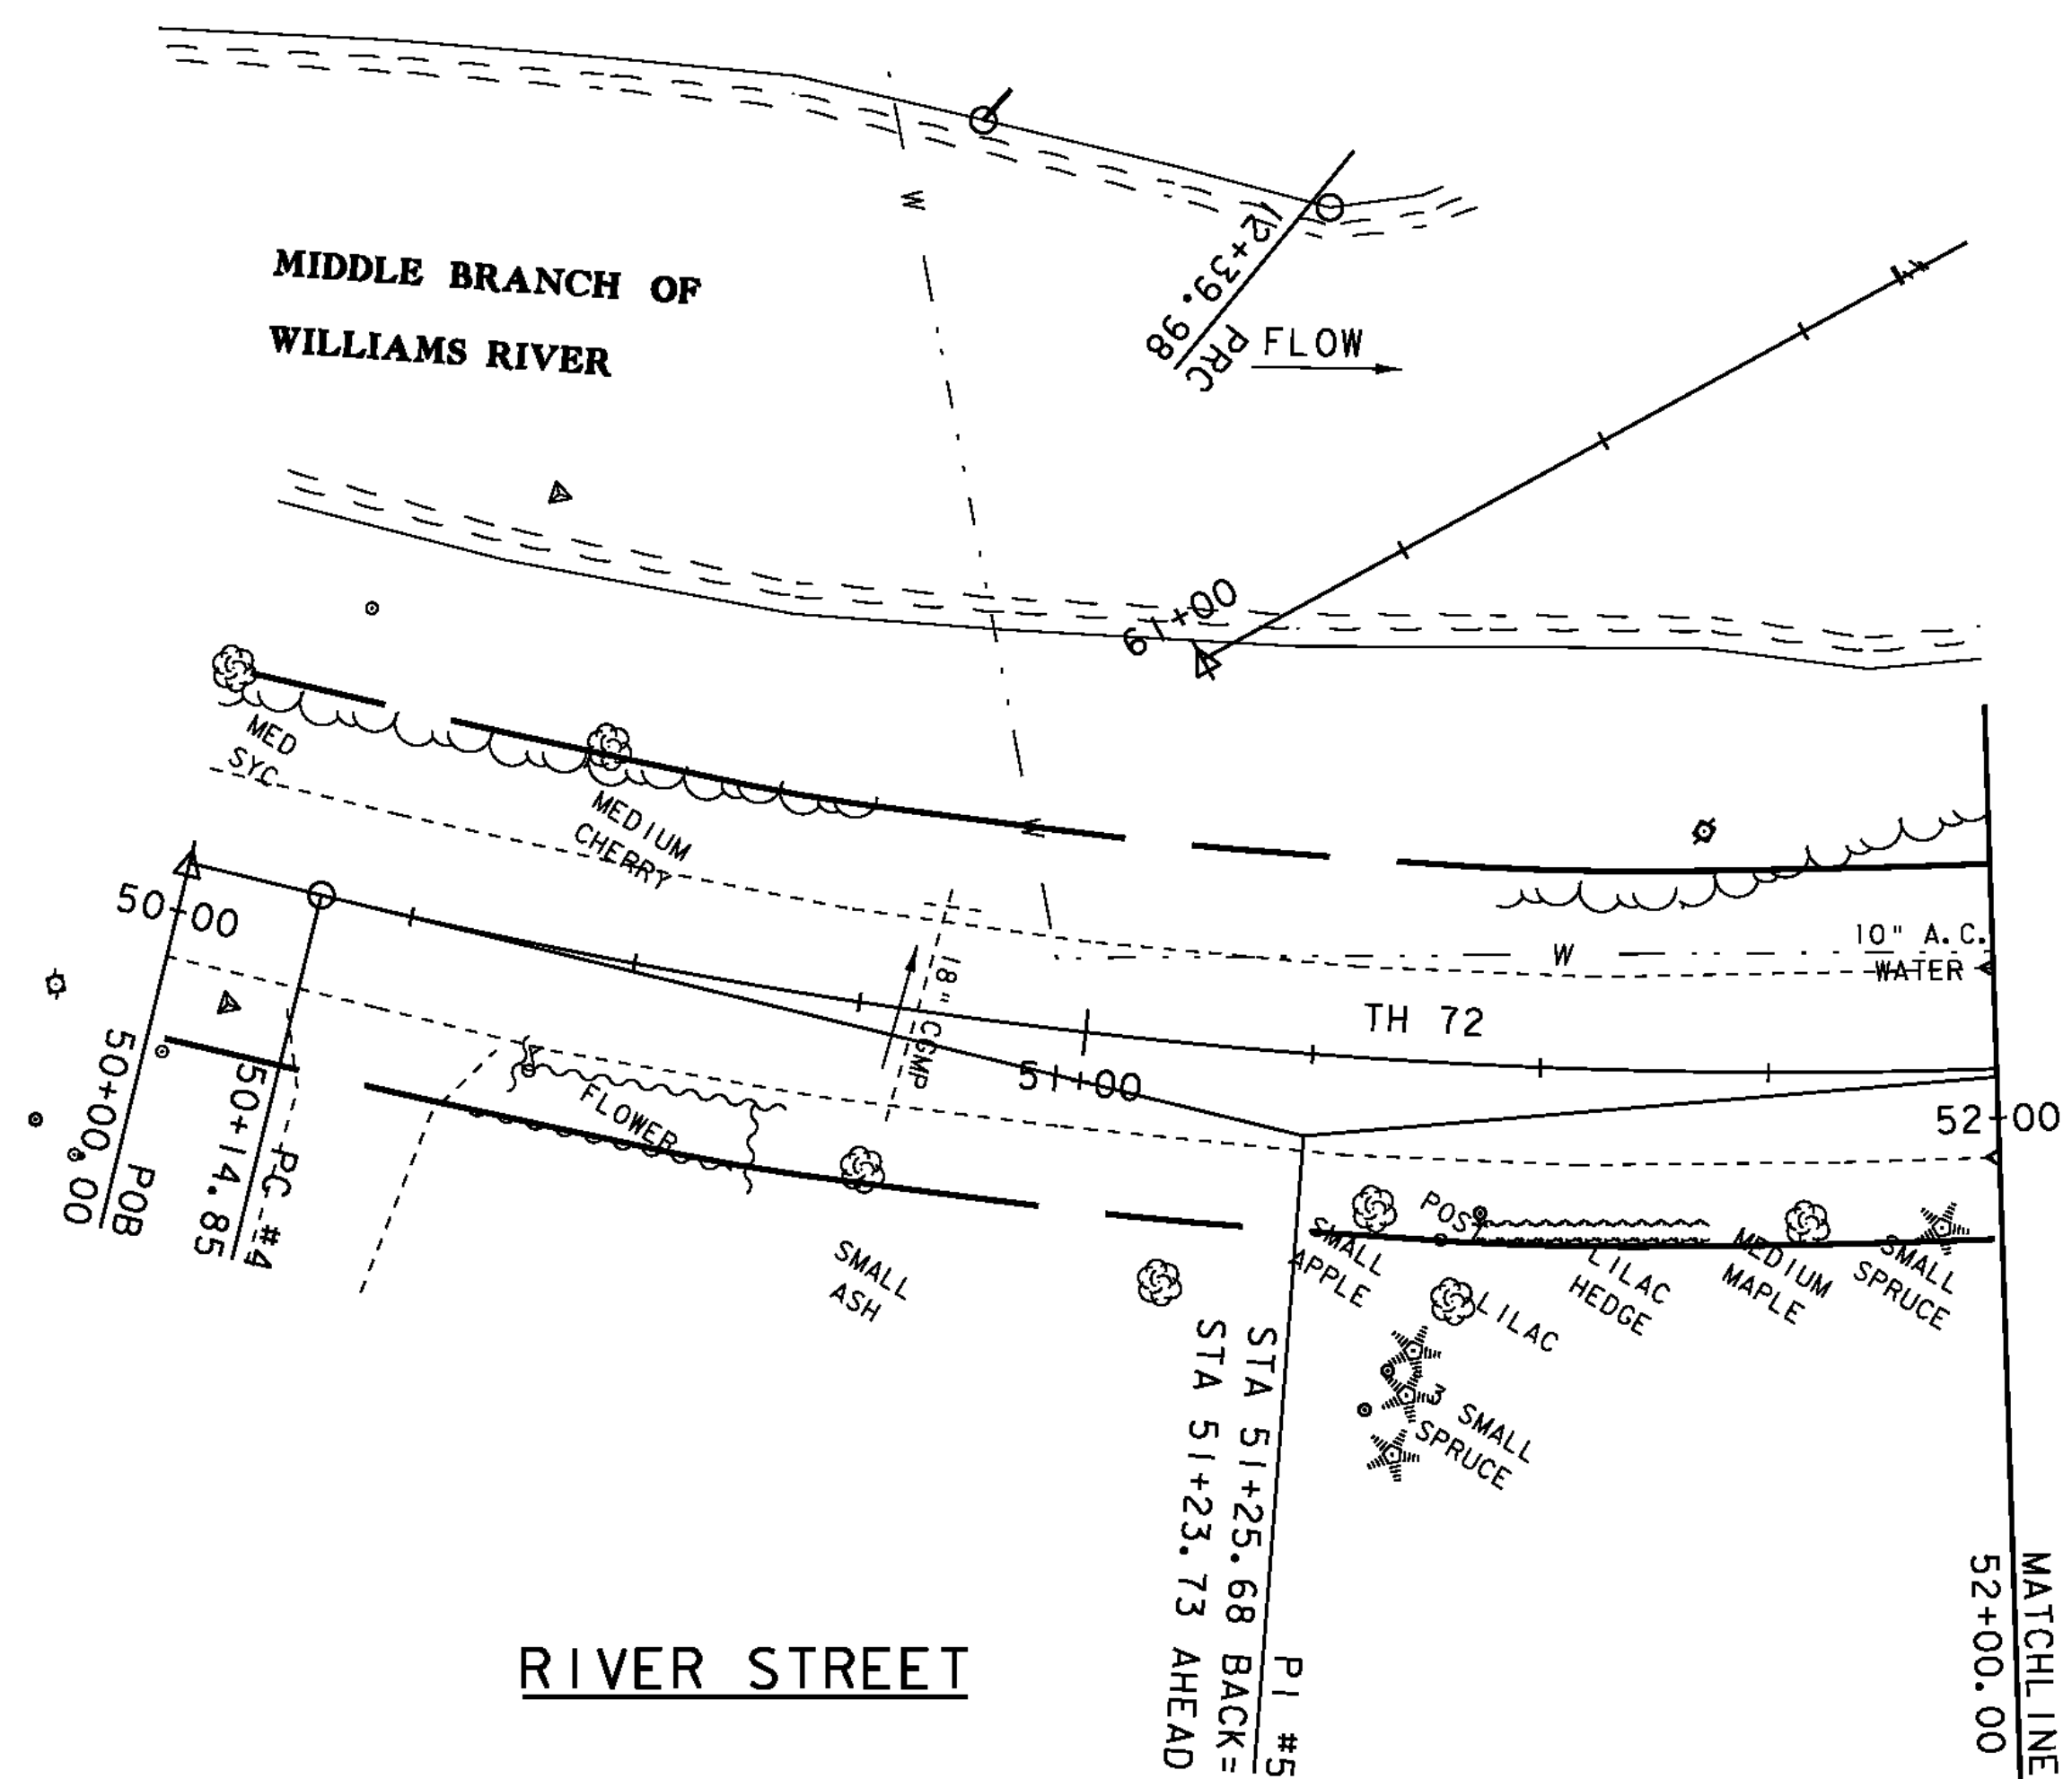 MIDDLE BRANCH OF
WILLIAMS RIVER
W
12+39.98
PRC
FLOW
61+00
MED
SYC
MEDIUM
CHERRY
W
50+00
18" CGMP
10" A.C.
W
WATER
TH 72
51+00
52+00
FLOWER
POB
50+00.00
PC #4
50+14.85
SMALL
ASH
SMALL
APPLE
POST
LILAC
HEDGE
MEDIUM
MAPLE
SMALL
SPRUCE
LILAC
3 SMALL
SPRUCE
PI #5
STA 51+25.68 BACK=
STA 51+23.73 AHEAD
MATCHLINE
52+00.00
RIVER STREET